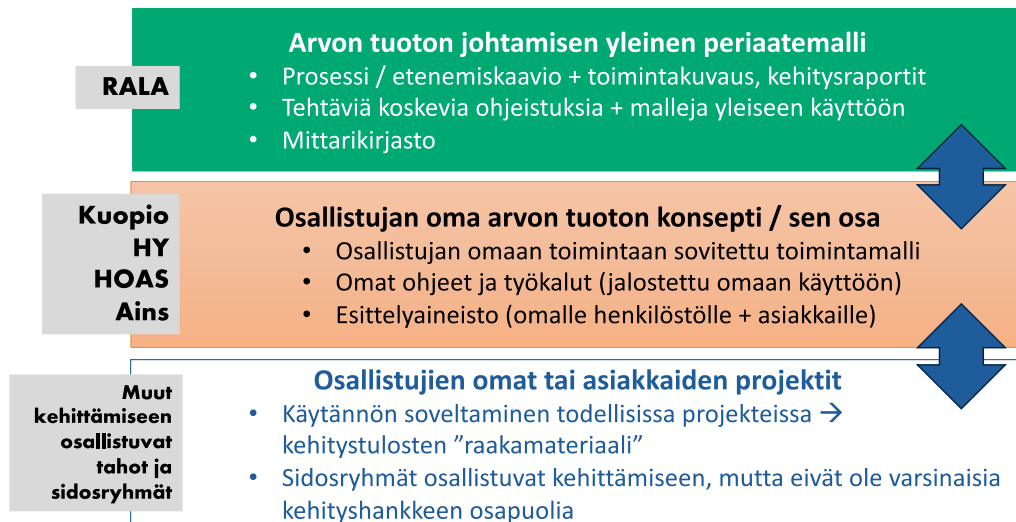 RALA
Arvon tuoton johtamisen yleinen periaatemalli
• Prosessi / etenemiskaavio + toimintakuvaus, kehitysraportit
• Tehtäviä koskevia ohjeistuksia + malleja yleiseen käyttöön
• Mittarikirjasto
Kuopio
HY
HOAS
Ains
Osallistujan oma arvon tuoton konsepti / sen osa
• Osallistujan omaan toimintaan sovitettu toimintamalli
• Omat ohjeet ja työkalut (jalostettu omaan käyttöön)
• Esittelyaineisto (omalle henkilöstölle + asiakkaille)
Muut
kehittämiseen
osallistuvat
tahot ja
sidosryhmät
Osallistujien omat tai asiakkaiden projektit
• Käytännön soveltaminen todellisissa projekteissa →
kehitystulosten ”raakamateriaali”
• Sidosryhmät osallistuvat kehittämiseen, mutta eivät ole varsinaisia
kehityshankkeen osapuolia